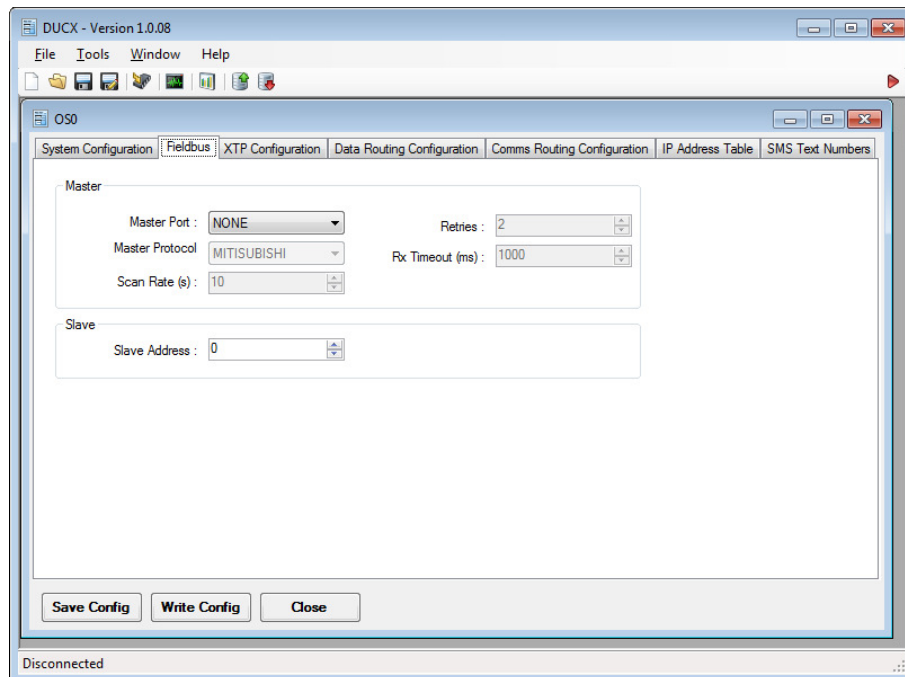 DUCX - Version 1.0.08
File Tools Window Help
OS0
System Configuration Fieldbus XTP Configuration Data Routing Configuration Comms Routing Configuration IP Address Table SMS Text Numbers
Master
Master Port : NONE Retries : 2
Master Protocol MITISUBISHI Rx Timeout (ms) : 1000
Scan Rate (s) : 10
Slave
Slave Address : 0
Save Config Write Config Close
Disconnected